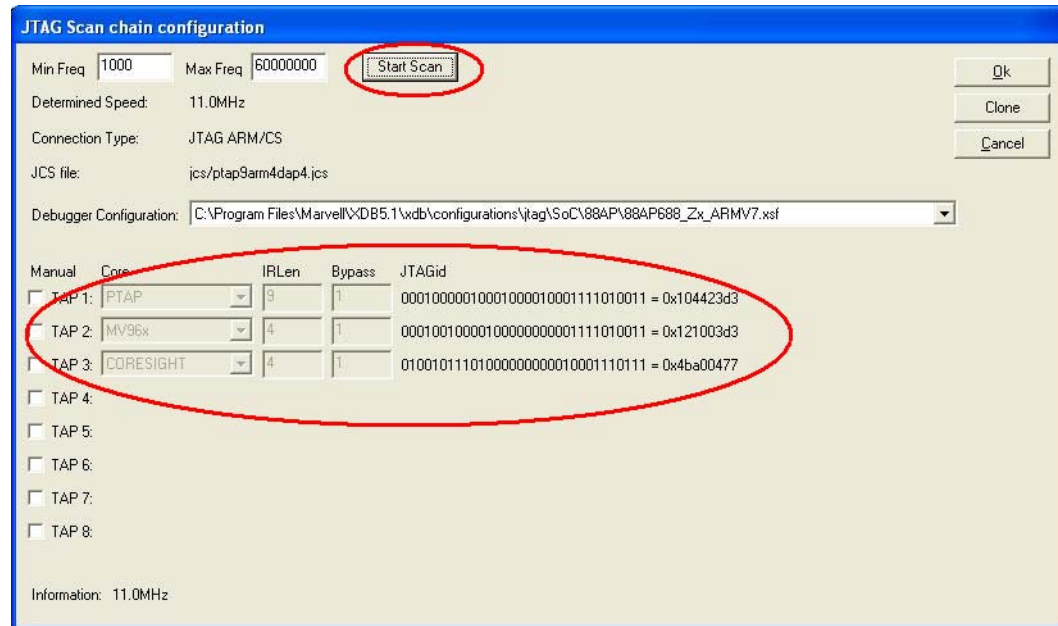 JTAG Scan chain configuration
Min Freq 1000 Max Freq 60000000 Start Scan Ok
Determined Speed: 11.0MHz Clone
Connection Type: JTAG ARM/CS Cancel
JCS file: jcs/ptap9arm4dap4.jcs
Debugger Configuration: C:\Program Files\Marvell\XDB5.1\xdb\configurations\jtag\SoC\88AP\88AP688_Zx_ARMV7.xsf
Manual Core IRLen Bypass JTAGid
TAP 1: PTAP 9 1 00010000010001000010001111010011 = 0x104423d3
TAP 2: MV96x 4 1 00010010000100000000001111010011 = 0x121003d3
TAP 3: CORESIGHT 4 1 01001011101000000000010001110111 = 0x4ba00477
TAP 4:
TAP 5:
TAP 6:
TAP 7:
TAP 8:
Information: 11.0MHz